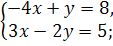 −4x + y = 8,
3x − 2y = 5;